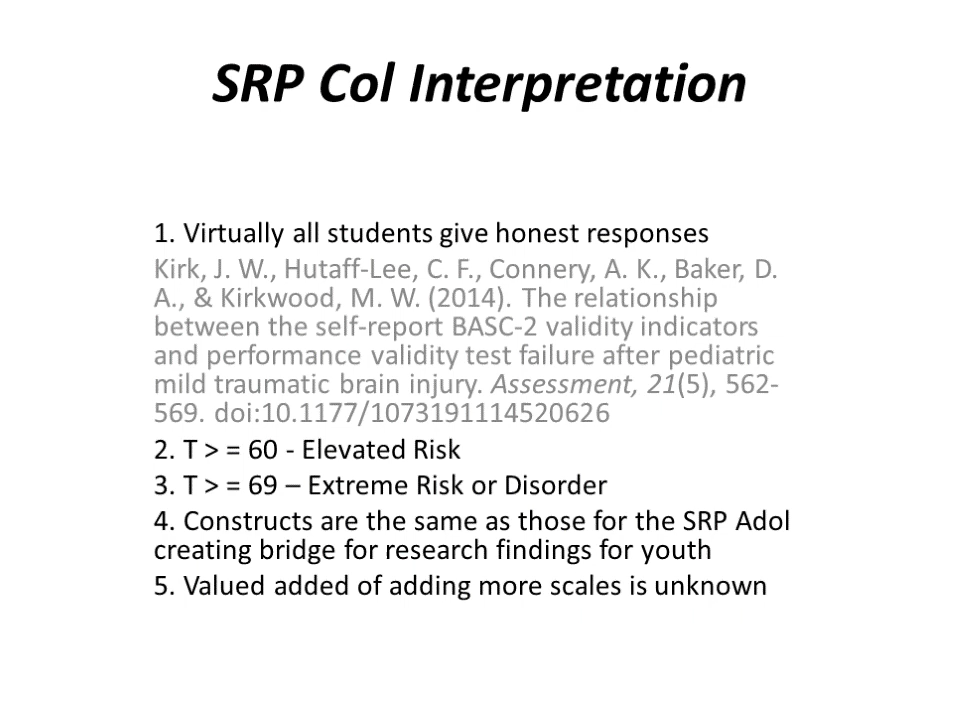 SRP Col Interpretation
1. Virtually all students give honest responses
Kirk, J. W., Hutaff-Lee, C. F., Connery, A. K., Baker, D.
A., & Kirkwood, M. W. (2014). The relationship
between the self-report BASC-2 validity indicators
and performance validity test failure after pediatric
mild traumatic brain injury. Assessment, 21(5), 562-
569. doi:10.1177/1073191114520626
2. T > = 60 - Elevated Risk
3. T > = 69 – Extreme Risk or Disorder
4. Constructs are the same as those for the SRP Adol
creating bridge for research findings for youth
5. Valued added of adding more scales is unknown